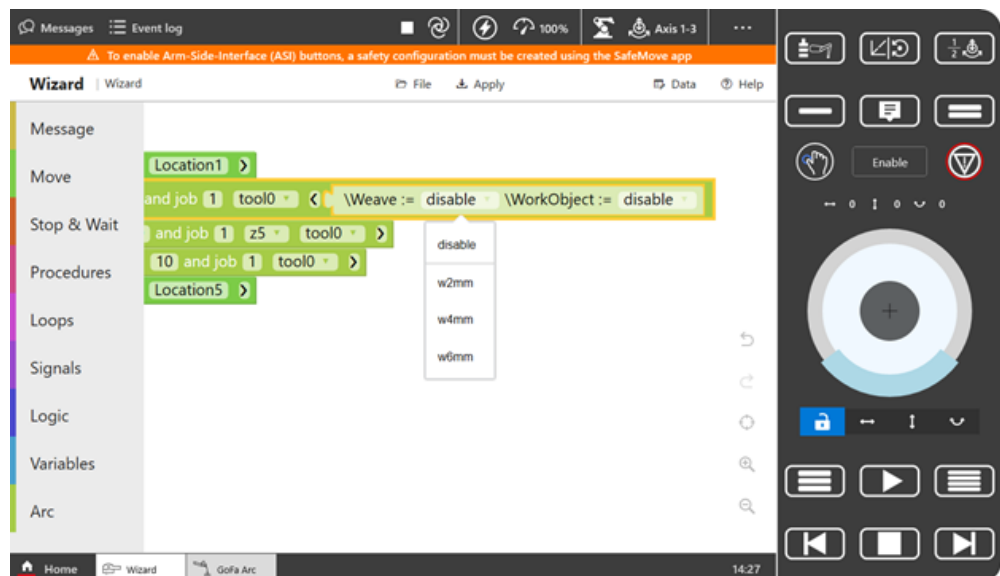 Messages Event log 100% Axis 1-3 ...
To enable Arm-Side-Interface (ASI) buttons, a safety configuration must be created using the SafeMove app
Wizard | Wizard File Apply Data Help
Message
Move
Stop & Wait
Procedures
Loops
Signals
Logic
Variables
Arc
Location1
and job 1 tool0 \Weave := disable \WorkObject := disable
and job 1 z5 tool0
10 and job 1 tool0
Location5
disable
w2mm
w4mm
w6mm
Home Wizard GoFa Arc 14:27
1/2
Enable
0 0 0